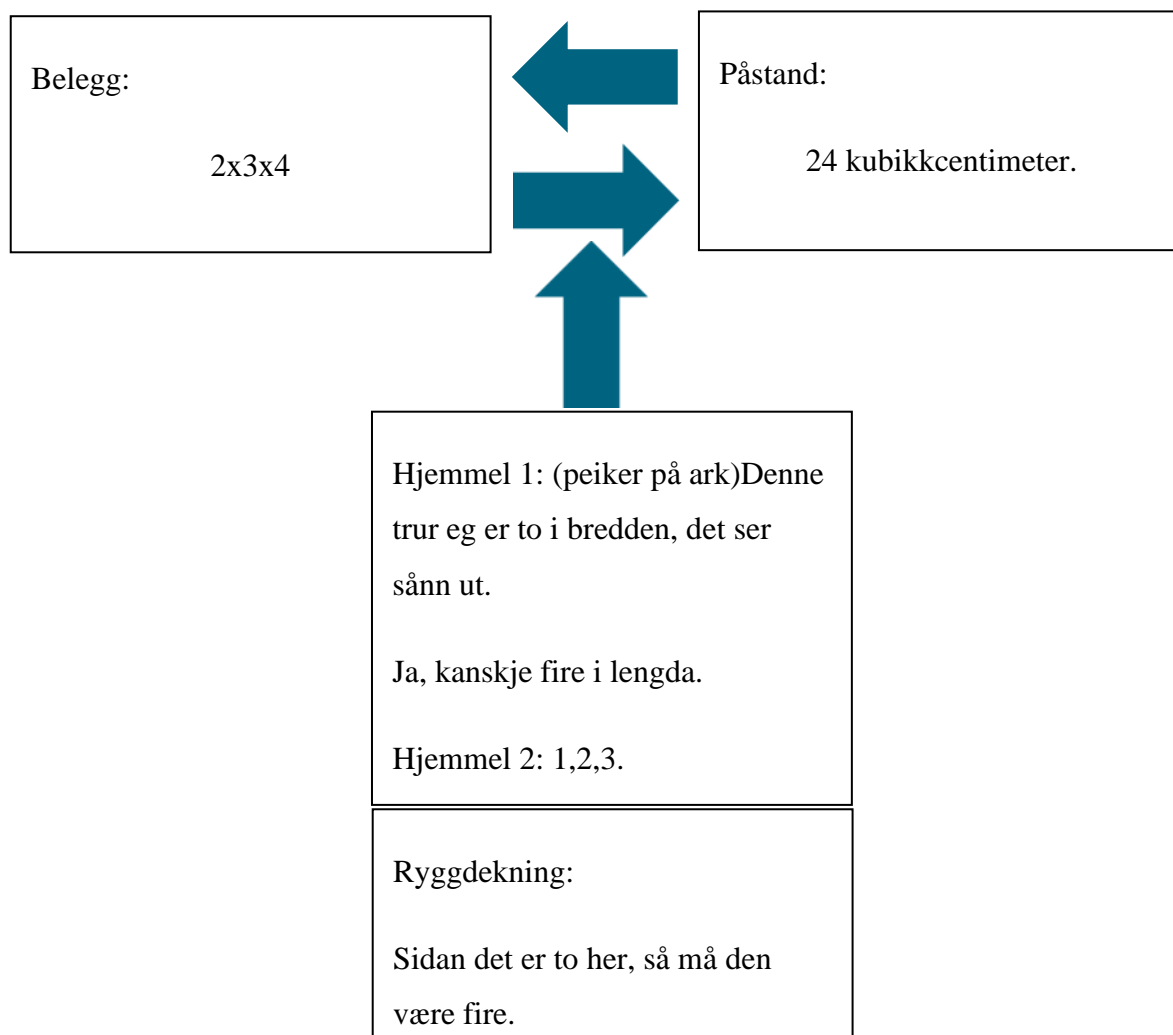 Belegg:
2x3x4
Påstand:
24 kubikkcentimeter.
Hjemmel 1: (peiker på ark)Denne
trur eg er to i bredden, det ser
sånn ut.
Ja, kanskje fire i lengda.
Hjemmel 2: 1,2,3.
Ryggdekning:
Sidan det er to her, så må den
være fire.